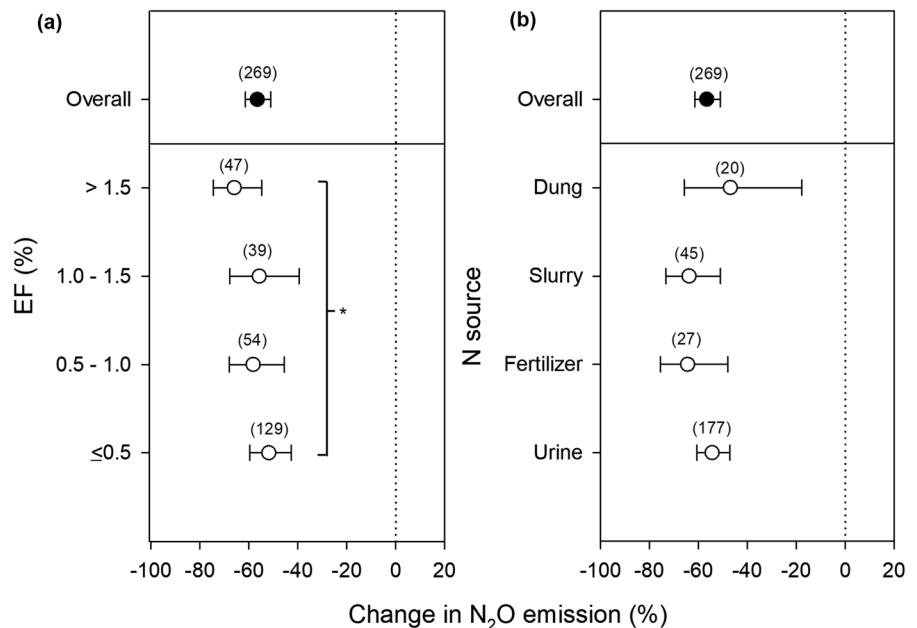 (a)
(269)
Overall
(47)
> 1.5
(39)
1.0 - 1.5
*
(54)
0.5 - 1.0
(129)
≤0.5
EF (%)
-100 -80 -60 -40 -20 0 20
(b)
(269)
Overall
(20)
Dung
(45)
Slurry
(27)
Fertilizer
(177)
Urine
N source
-100 -80 -60 -40 -20 0 20
Change in N₂O emission (%)